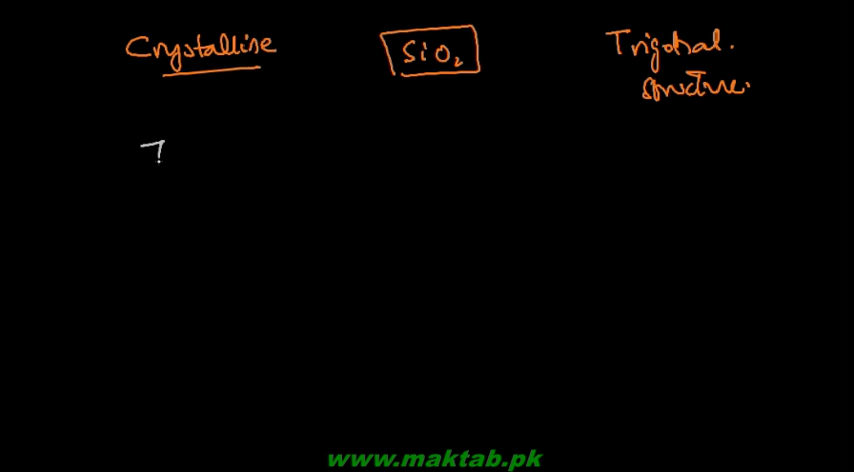 Crystalline
SiO₂
Trigonal.
structure.
www.maktab.pk